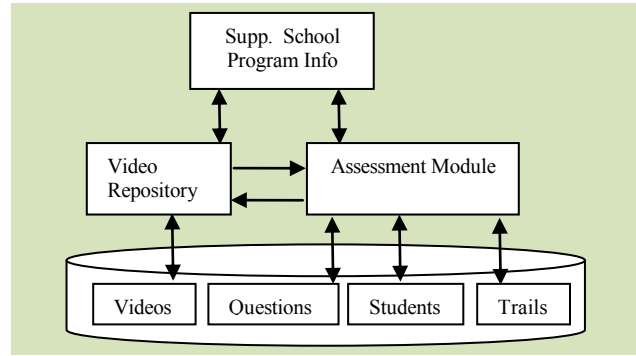 Supp. School
Program Info
Video
Repository
Assessment Module
Videos
Questions
Students
Trails